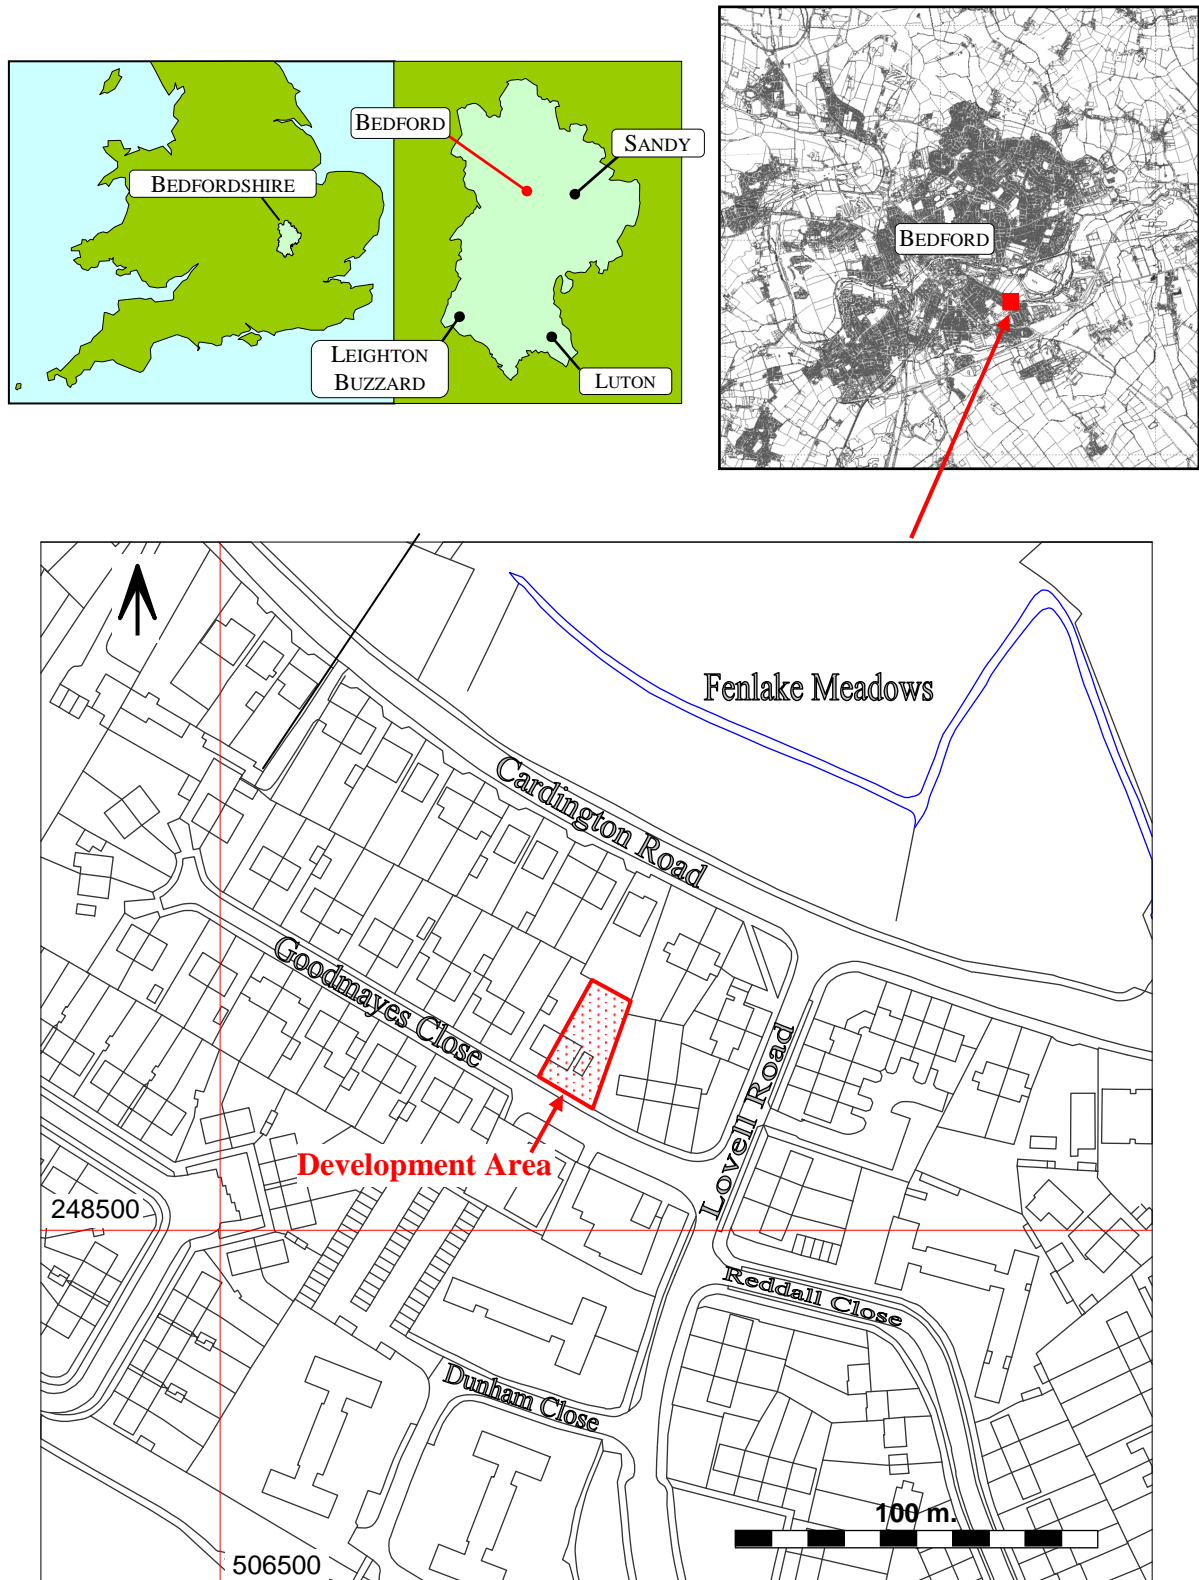 BEDFORDSHIRE
BEDFORD
SANDY
LEIGHTON
BUZZARD
LUTON
BEDFORD
Fenlake Meadows
Cardington Road
Goodmayes Close
Lovell Road
Development Area
248500
Reddall Close
Dunham Close
100 m.
506500